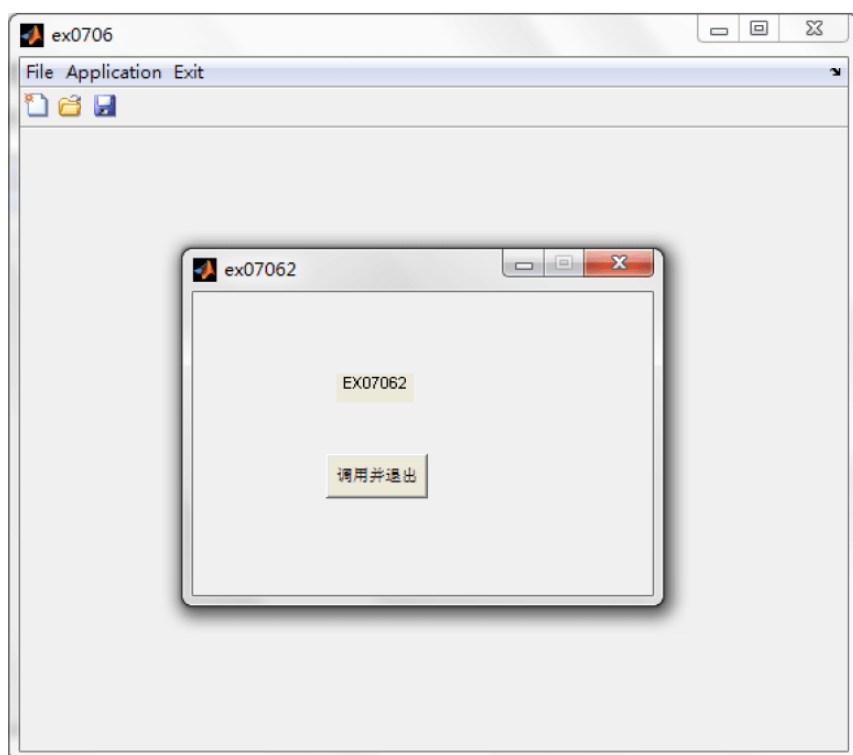 ex0706
File Application Exit
ex07062
EX07062
调用并退出